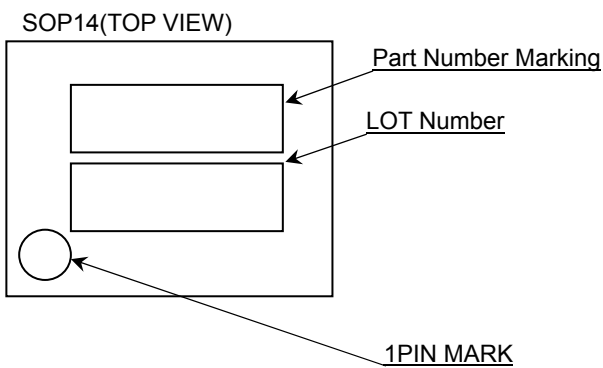 SOP14(TOP VIEW)
Part Number Marking
LOT Number
1PIN MARK